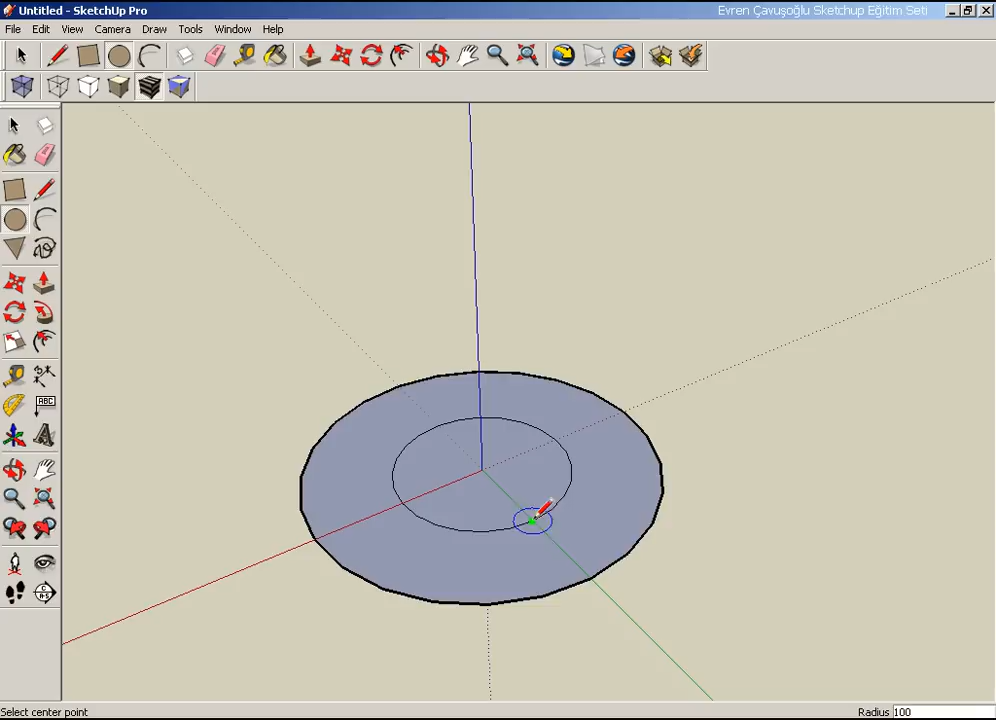 Untitled - SketchUp Pro
Evren Çavuşoğlu Sketchup Eğitim Seti
File Edit View Camera Draw Tools Window Help
ABC
Select center point
Radius 100